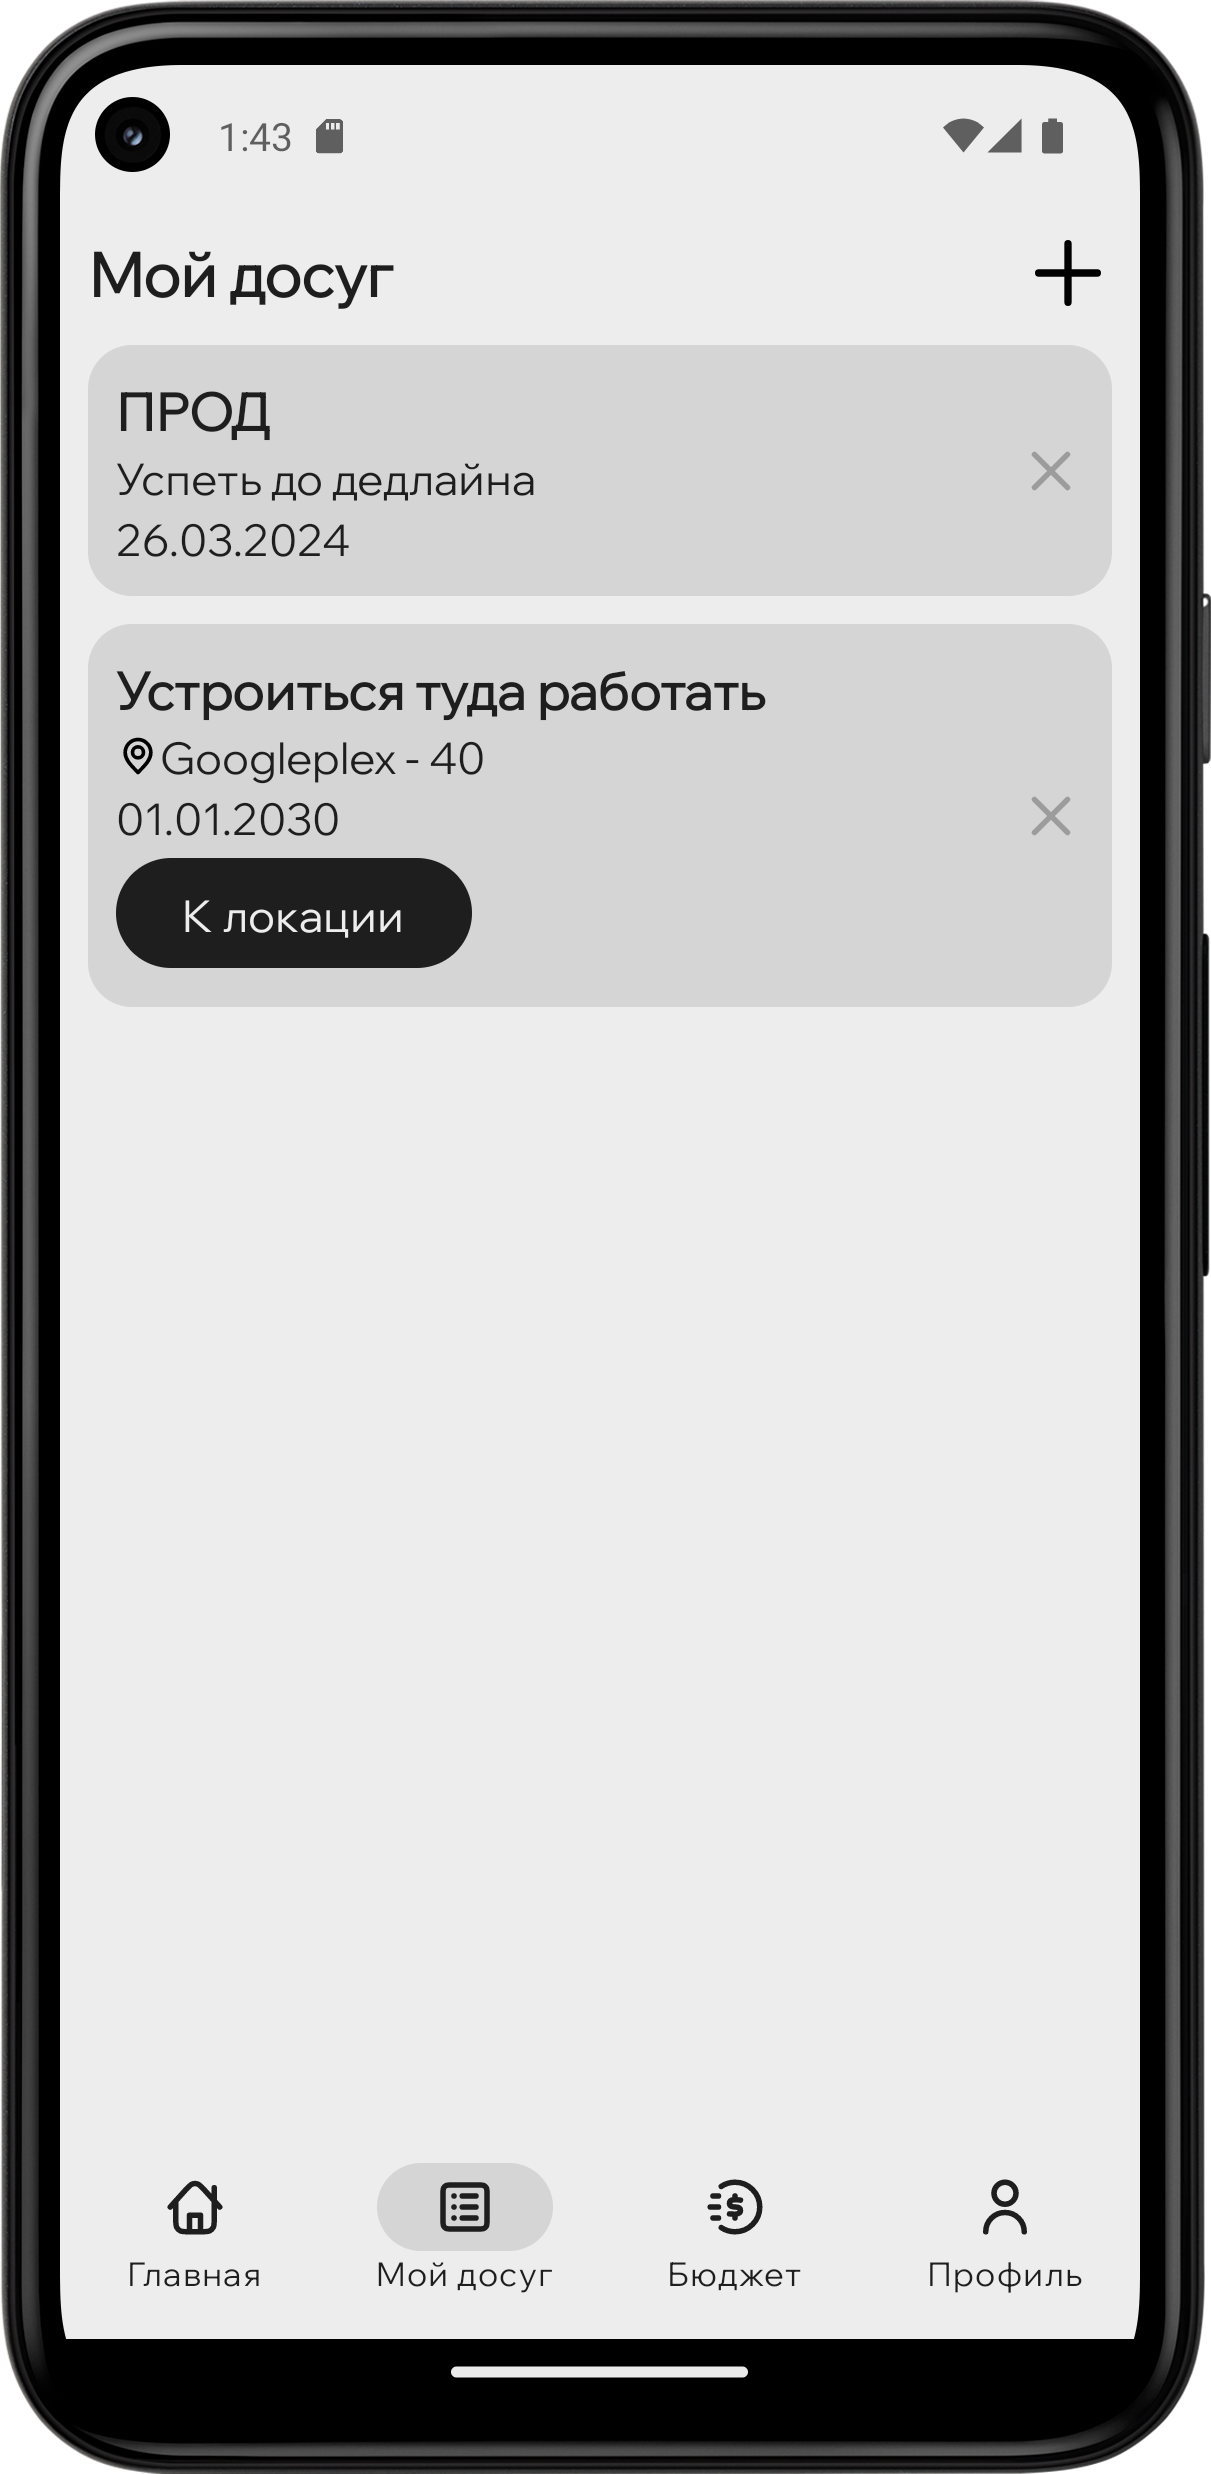 1:43
Мой досуг
ПРОД
Успеть до дедлайна
26.03.2024
Устроиться туда работать
Googleplex - 40
01.01.2030
К локации
Главная
Мой досуг
Бюджет
Профиль